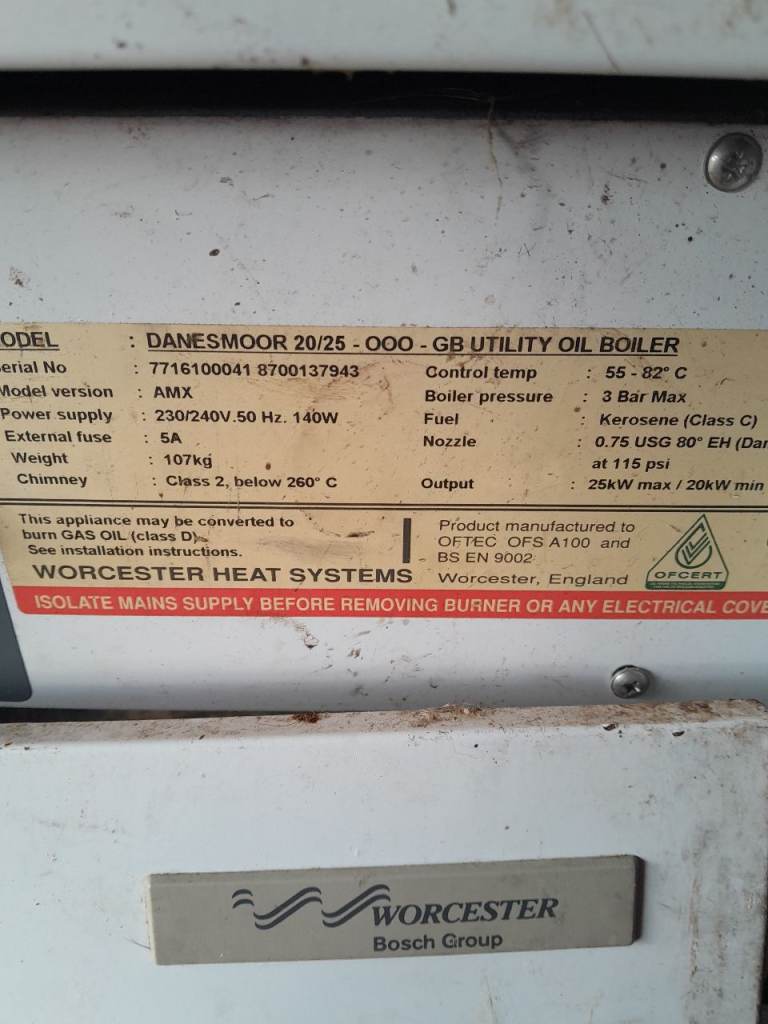 ODEL : DANESMOOR 20/25 - OOO - GB UTILITY OIL BOILER
erial No : 7716100041 8700137943
Model version : AMX
Power supply : 230/240V.50 Hz. 140W
External fuse : 5A
Weight : 107kg
Chimney : Class 2, below 260° C
Control temp : 55 - 82° C
Boiler pressure : 3 Bar Max
Fuel : Kerosene (Class C)
Nozzle : 0.75 USG 80° EH (Dan
at 115 psi
Output : 25kW max / 20kW min
This appliance may be converted to
burn GAS OIL (class D).
See installation instructions.
WORCESTER HEAT SYSTEMS
Product manufactured to
OFTEC OFS A100 and
BS EN 9002
Worcester, England
OFCERT
ISOLATE MAINS SUPPLY BEFORE REMOVING BURNER OR ANY ELECTRICAL COVE
WORCESTER
Bosch Group